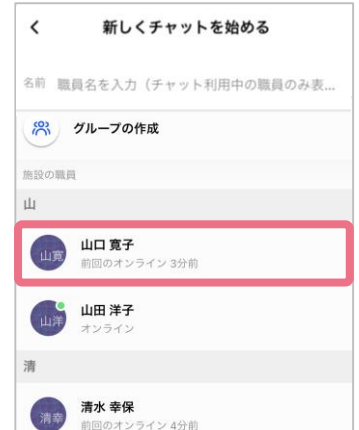 新しくチャットを始める
名前 職員名を入力（チャット利用中の職員のみ表...
グループの作成
施設の職員
山
山寛 山口 寛子
前回のオンライン 3分前
山洋 山田 洋子
オンライン
清
清幸 清水 幸保
前回のオンライン 4分前